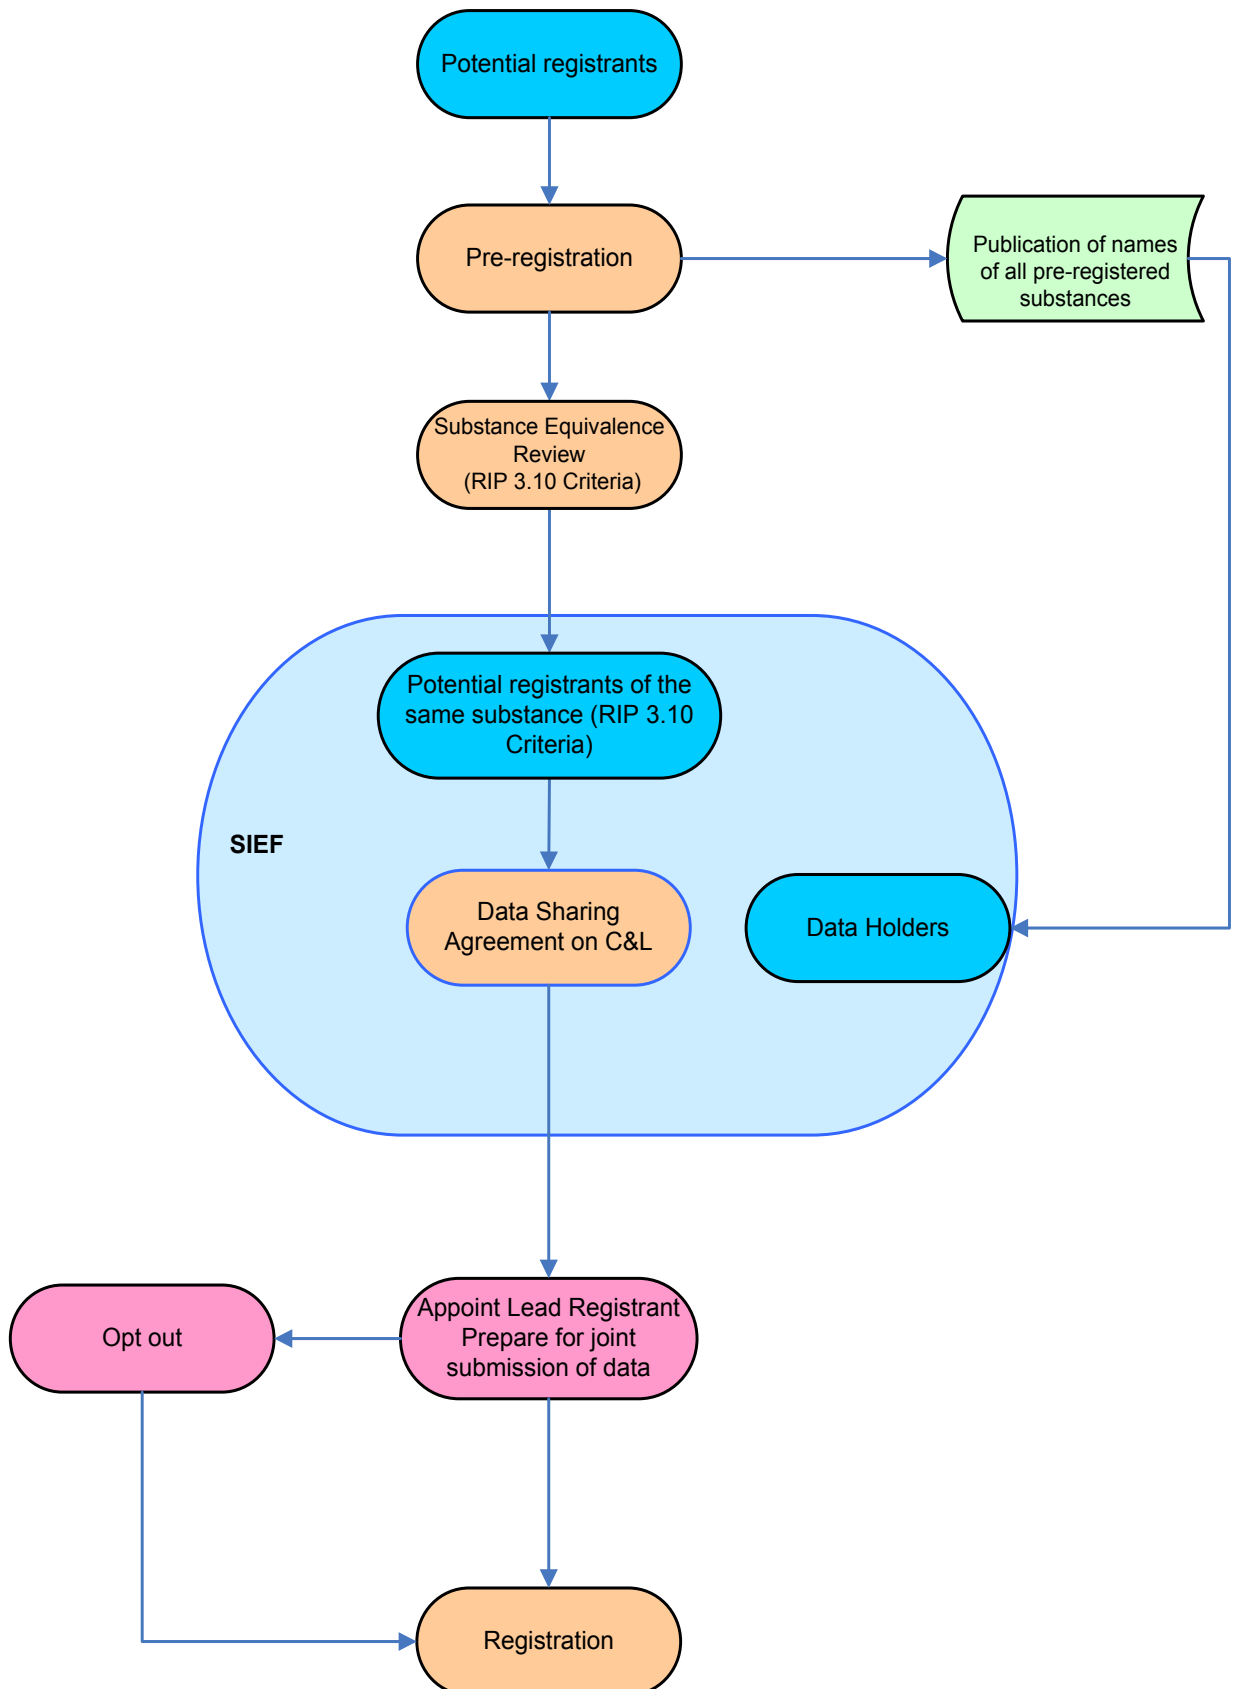 Potential registrants
Pre-registration
Publication of names
of all pre-registered
substances
Substance Equivalence
Review
(RIP 3.10 Criteria)
Potential registrants of the
same substance (RIP 3.10
Criteria)
SIEF
Data Sharing
Agreement on C&L
Data Holders
Appoint Lead Registrant
Prepare for joint
submission of data
Opt out
Registration